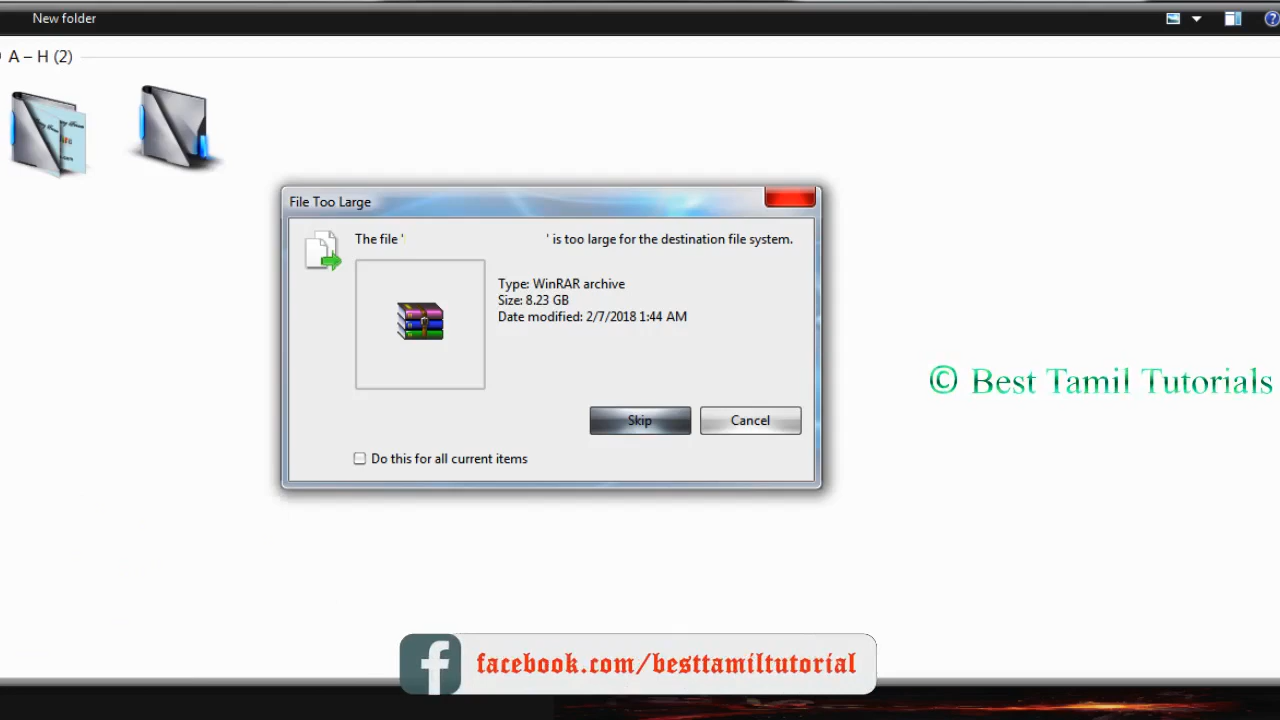 New folder
A – H (2)
File Too Large
The file '                ' is too large for the destination file system.
Type: WinRAR archive
Size: 8.23 GB
Date modified: 2/7/2018 1:44 AM
Skip
Cancel
Do this for all current items
© Best Tamil Tutorials
facebook.com/besttamiltutorial